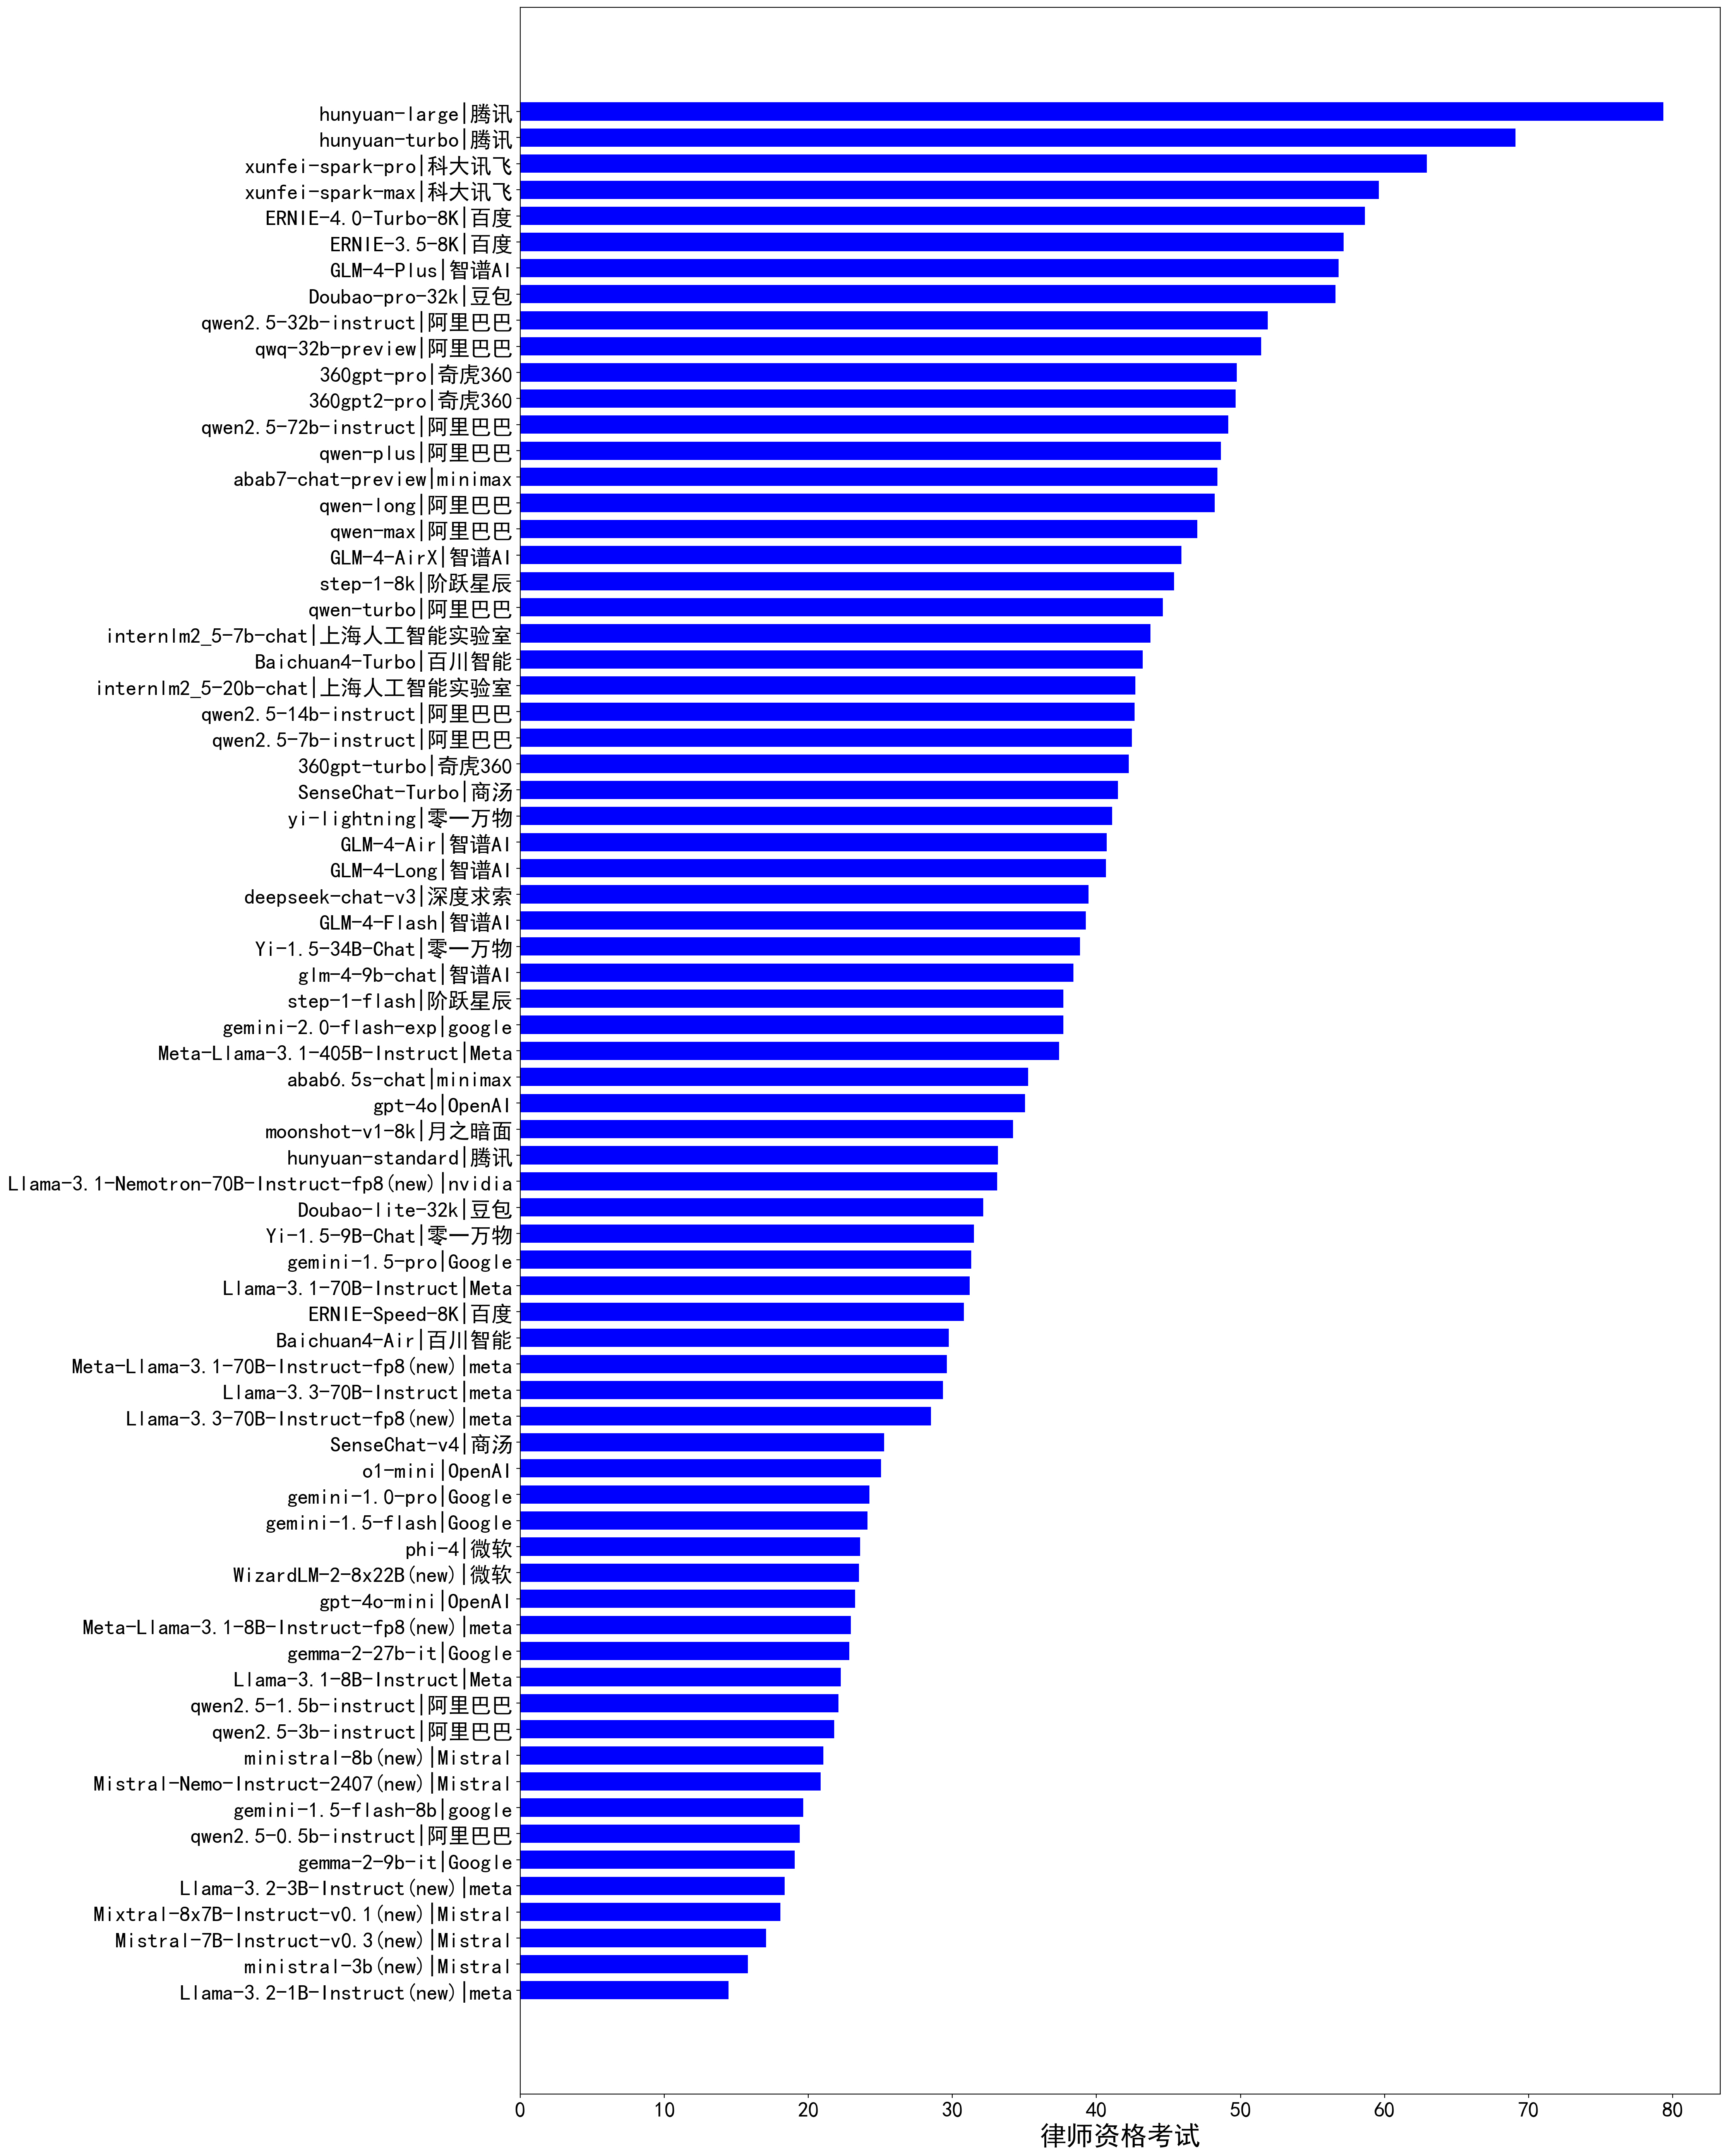 hunyuan-large|腾讯
hunyuan-turbo|腾讯
xunfei-spark-pro|科大讯飞
xunfei-spark-max|科大讯飞
ERNIE-4.0-Turbo-8K|百度
ERNIE-3.5-8K|百度
GLM-4-Plus|智谱AI
Doubao-pro-32k|豆包
qwen2.5-32b-instruct|阿里巴巴
qwq-32b-preview|阿里巴巴
360gpt-pro|奇虎360
360gpt2-pro|奇虎360
qwen2.5-72b-instruct|阿里巴巴
qwen-plus|阿里巴巴
abab7-chat-preview|minimax
qwen-long|阿里巴巴
qwen-max|阿里巴巴
GLM-4-AirX|智谱AI
step-1-8k|阶跃星辰
qwen-turbo|阿里巴巴
internlm2_5-7b-chat|上海人工智能实验室
Baichuan4-Turbo|百川智能
internlm2_5-20b-chat|上海人工智能实验室
qwen2.5-14b-instruct|阿里巴巴
qwen2.5-7b-instruct|阿里巴巴
360gpt-turbo|奇虎360
SenseChat-Turbo|商汤
yi-lightning|零一万物
GLM-4-Air|智谱AI
GLM-4-Long|智谱AI
deepseek-chat-v3|深度求索
GLM-4-Flash|智谱AI
Yi-1.5-34B-Chat|零一万物
glm-4-9b-chat|智谱AI
step-1-flash|阶跃星辰
gemini-2.0-flash-exp|google
Meta-Llama-3.1-405B-Instruct|Meta
abab6.5s-chat|minimax
gpt-4o|OpenAI
moonshot-v1-8k|月之暗面
hunyuan-standard|腾讯
Llama-3.1-Nemotron-70B-Instruct-fp8(new)|nvidia
Doubao-lite-32k|豆包
Yi-1.5-9B-Chat|零一万物
gemini-1.5-pro|Google
Llama-3.1-70B-Instruct|Meta
ERNIE-Speed-8K|百度
Baichuan4-Air|百川智能
Meta-Llama-3.1-70B-Instruct-fp8(new)|meta
Llama-3.3-70B-Instruct|meta
Llama-3.3-70B-Instruct-fp8(new)|meta
SenseChat-v4|商汤
o1-mini|OpenAI
gemini-1.0-pro|Google
gemini-1.5-flash|Google
phi-4|微软
WizardLM-2-8x22B(new)|微软
gpt-4o-mini|OpenAI
Meta-Llama-3.1-8B-Instruct-fp8(new)|meta
gemma-2-27b-it|Google
Llama-3.1-8B-Instruct|Meta
qwen2.5-1.5b-instruct|阿里巴巴
qwen2.5-3b-instruct|阿里巴巴
ministral-8b(new)|Mistral
Mistral-Nemo-Instruct-2407(new)|Mistral
gemini-1.5-flash-8b|google
qwen2.5-0.5b-instruct|阿里巴巴
gemma-2-9b-it|Google
Llama-3.2-3B-Instruct(new)|meta
Mixtral-8x7B-Instruct-v0.1(new)|Mistral
Mistral-7B-Instruct-v0.3(new)|Mistral
ministral-3b(new)|Mistral
Llama-3.2-1B-Instruct(new)|meta
0 10 20 30 40 50 60 70 80
律师资格考试